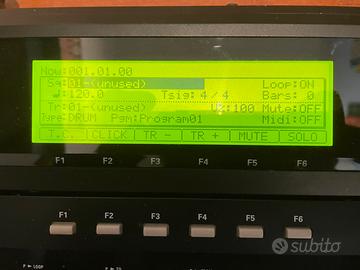 Now:001.01.00
Sq:01-(unused) Loop:ON
♩:120.0 Tsig: 4/ 4 Bars: 0
Tr:01-(unused) :100 Mute:OFF
Type:DRUM Pgm:Program01 Midi:OFF
T.C. CLICK TR - TR + MUTE SOLO
F1 F2 F3 F4 F5 F6
F1 F2 F3 F4 F5 F6
subito